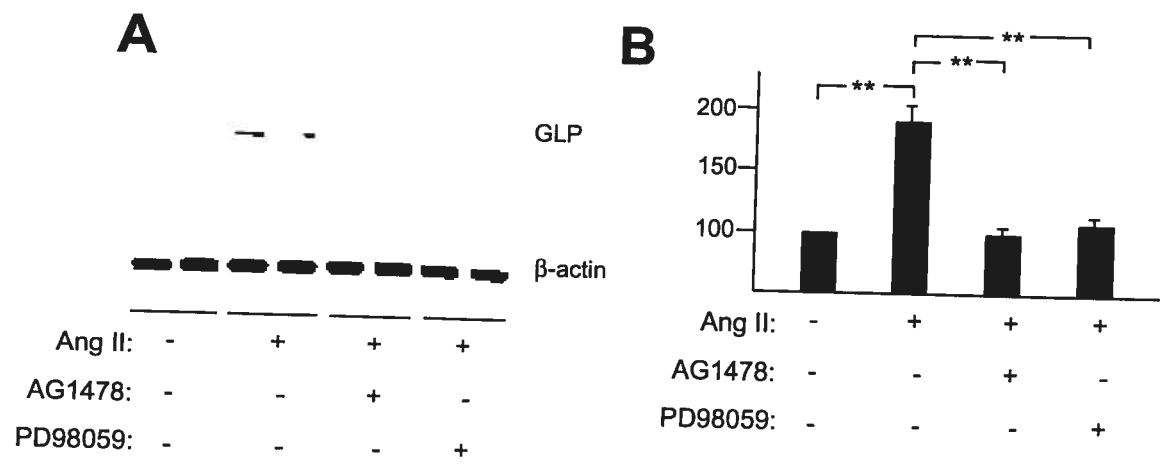 A
GLP
β-actin
Ang II: - + + +
AG1478: - - + -
PD98059: - - - +
B
**
**
**
200
150
100
Ang II: - + + +
AG1478: - - + -
PD98059: - - - +